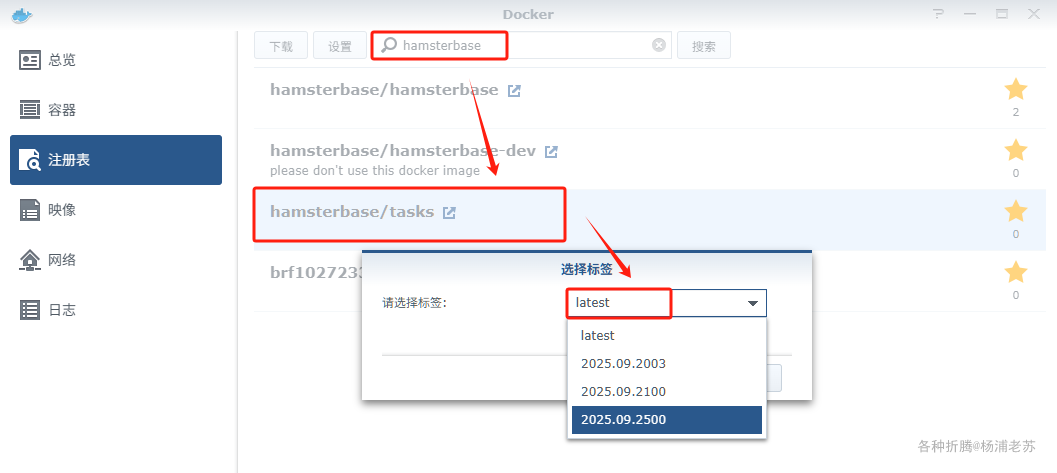 Docker
总览
容器
注册表
映像
网络
日志
下载 设置 hamsterbase 搜索
hamsterbase/hamsterbase
2
hamsterbase/hamsterbase-dev
please don't use this docker image
0
hamsterbase/tasks
0
brf1027233
0
选择标签
请选择标签:
latest
latest
2025.09.2003
2025.09.2100
2025.09.2500
各种折腾@杨浦老苏